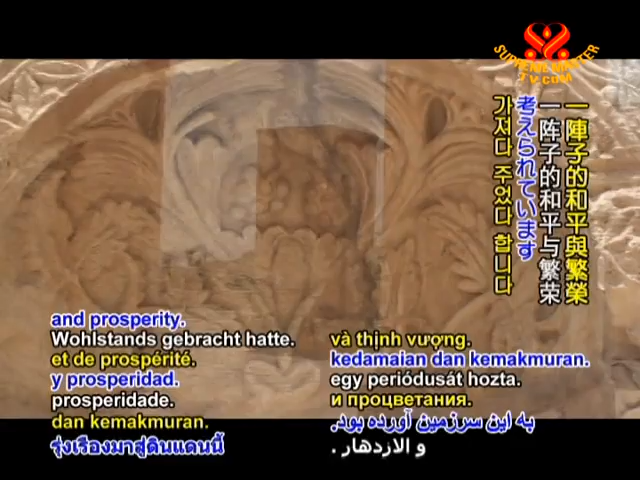 SUPREME MASTER
TV.COM
一陣子的和平與繁榮
一阵子的和平与繁荣
考えられています
가져다 주었다 합니다
and prosperity.
Wohlstands gebracht hatte.
et de prospérité.
y prosperidad.
prosperidade.
dan kemakmuran.
รุ่งเรืองมาสู่ดินแดนนี้
và thịnh vượng.
kedamaian dan kemakmuran.
egy periódusát hozta.
и процветания.
به این سرزمین آورده بود.
و الازدهار .